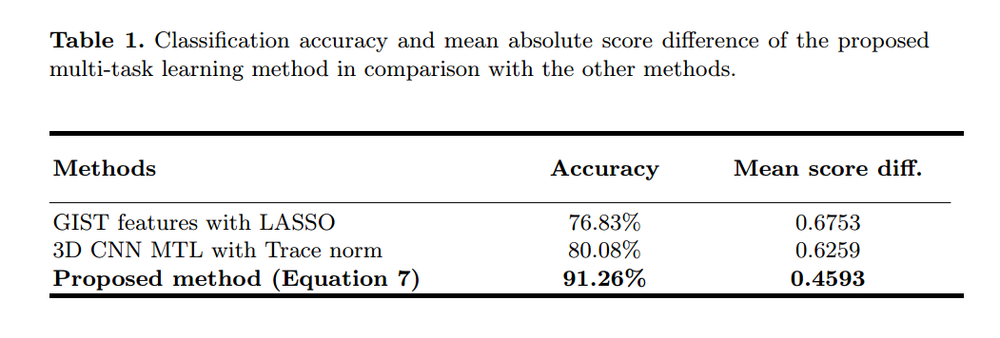 Table 1. Classification accuracy and mean absolute score difference of the proposed
multi-task learning method in comparison with the other methods.
Methods Accuracy Mean score diff.
GIST features with LASSO 76.83% 0.6753
3D CNN MTL with Trace norm 80.08% 0.6259
Proposed method (Equation 7) 91.26% 0.4593